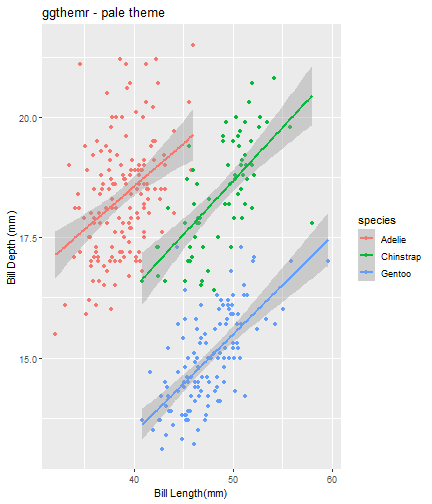 ggthemr - pale theme
20.0
17.5
15.0
Bill Depth (mm)
40
50
60
Bill Length(mm)
species
Adelie
Chinstrap
Gentoo